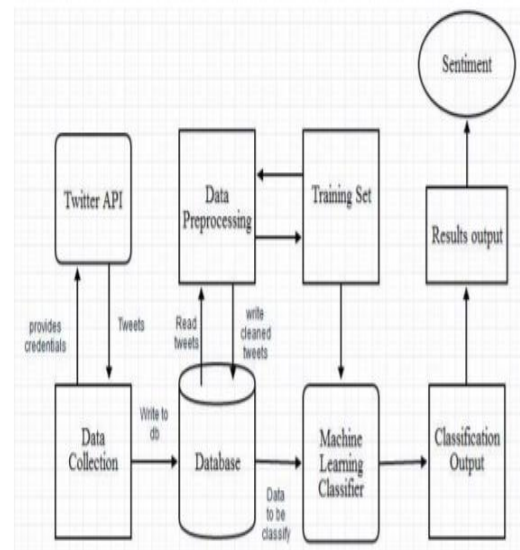 Sentiment
Twitter API
Data
Preprocessing
Training Set
Results output
provides
credentials
Tweets
Read
tweets
write
cleaned
tweets
Data
Collection
Write to
db
Database
Data
to be
classify
Machine
Learning
Classifier
Classification
Output